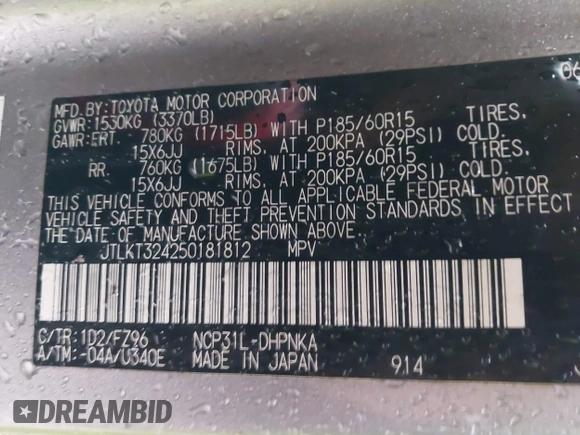 MFD.BY:TOYOTA MOTOR CORPORATION 06
GVWR:1530KG (3370LB)
GAWR:FRT. 780KG (1715LB) WITH P185/60R15 TIRES.
15X6JJ RIMS. AT 200KPA (29PSI) COLD.
RR. 760KG (1675LB) WITH P185/60R15 TIRES.
15X6JJ RIMS. AT 200KPA (29PSI) COLD.
THIS VEHICLE CONFORMS TO ALL APPLICABLE FEDERAL MOTOR
VEHICLE SAFETY AND THEFT PREVENTION STANDARDS IN EFFECT
ON THE DATE OF MANUFACTURE SHOWN ABOVE.
JTLKT324250181812 MPV
C/TR:1D2/FZ96 NCP31L-DHPNKA
A/TM:-04A/U340E MADE IN JAPAN 914
DREAMBID